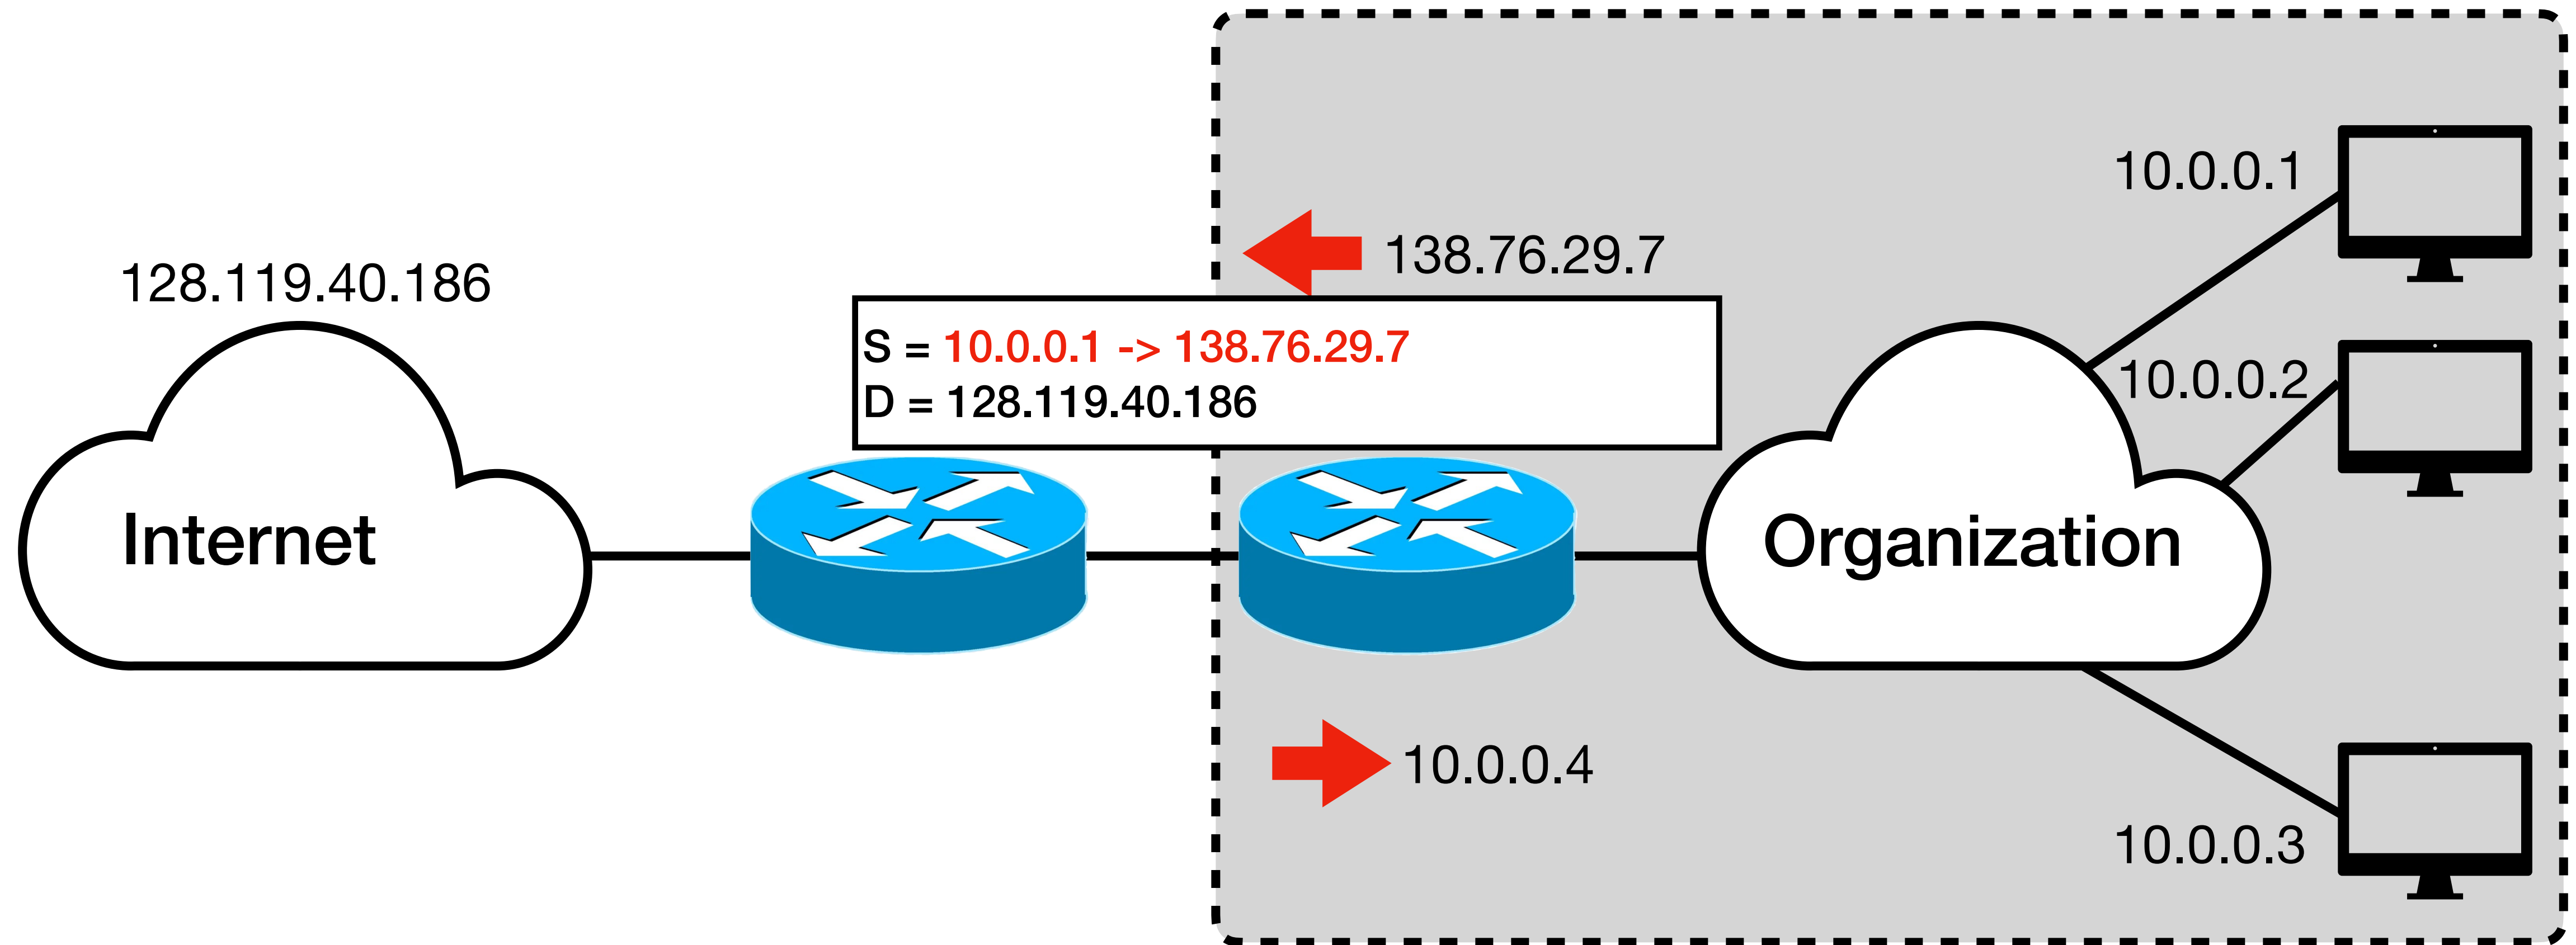 10.0.0.1
138.76.29.7
128.119.40.186
S = 10.0.0.1 -> 138.76.29.7
D = 128.119.40.186
10.0.0.2
Internet
Organization
10.0.0.4
10.0.0.3